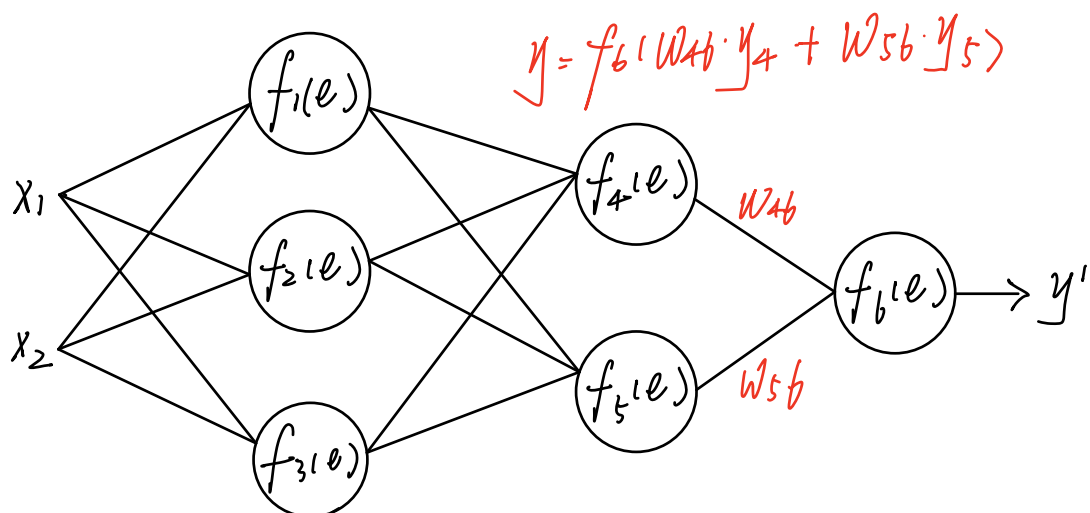 y = f6(W46·y4 + W56·y5)
f1(e)
x1
f4(e)
W46
f2(e)
f6(e)
y'
x2
W56
f5(e)
f3(e)